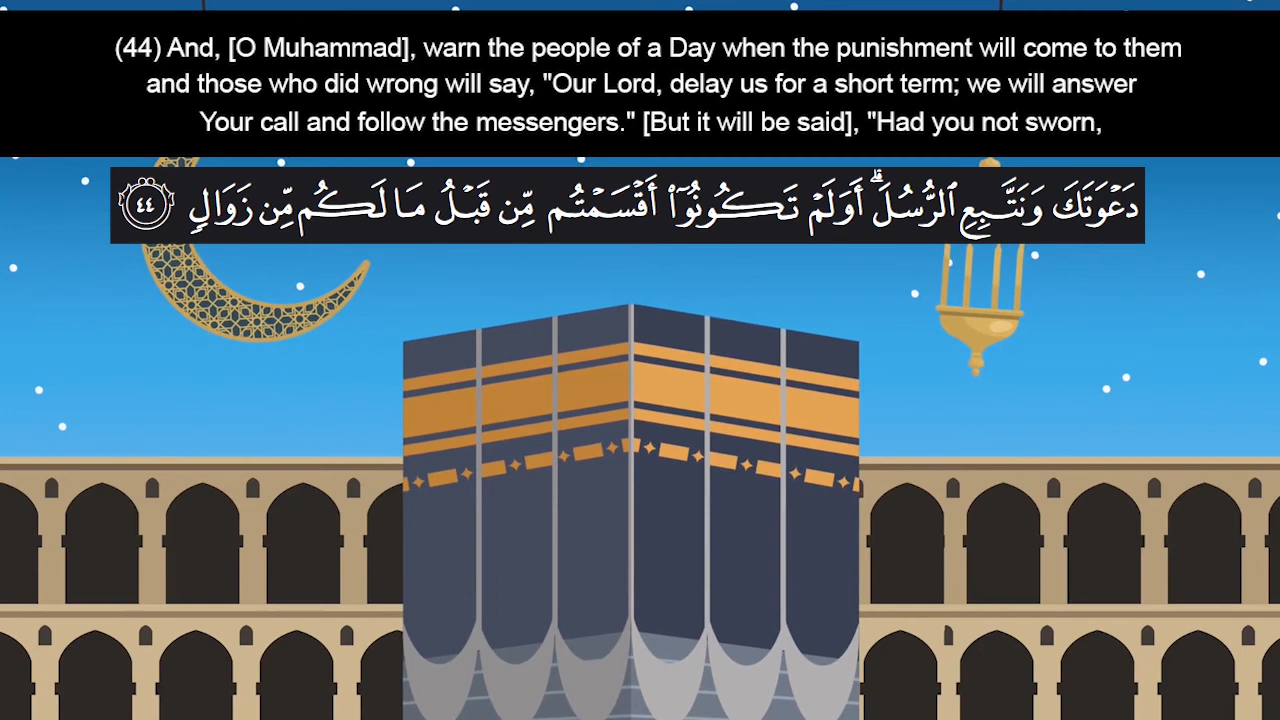 (44) And, [O Muhammad], warn the people of a Day when the punishment will come to them
and those who did wrong will say, "Our Lord, delay us for a short term; we will answer
Your call and follow the messengers." [But it will be said], "Had you not sworn,
دَعْوَتَكَ وَنَتَّبِعِ ٱلرُّسُلَ ۗ أَوَلَمْ تَكُونُوٓا۟ أَقْسَمْتُم مِّن قَبْلُ مَا لَكُم مِّن زَوَالٍ ٤٤